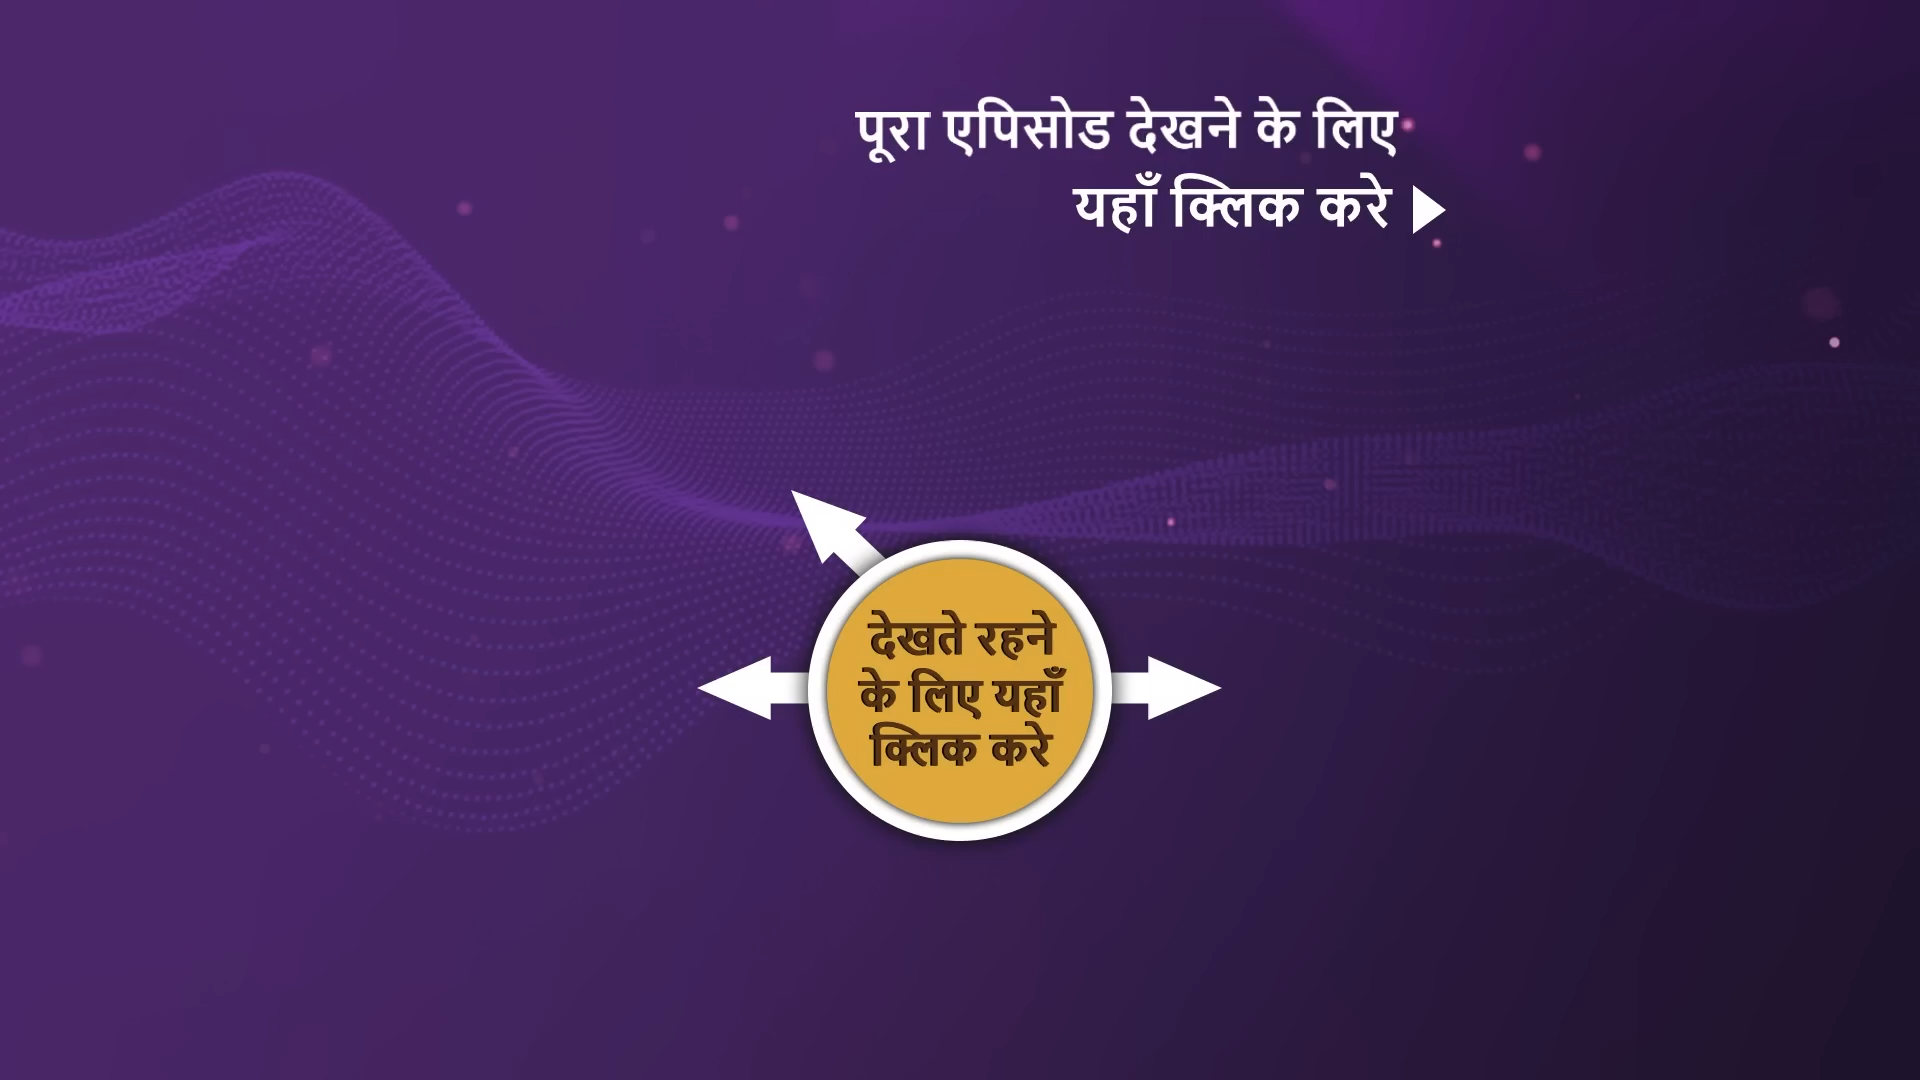 पूरा एपिसोड देखने के लिए
यहाँ क्लिक करे
देखते रहने
के लिए यहाँ
क्लिक करे